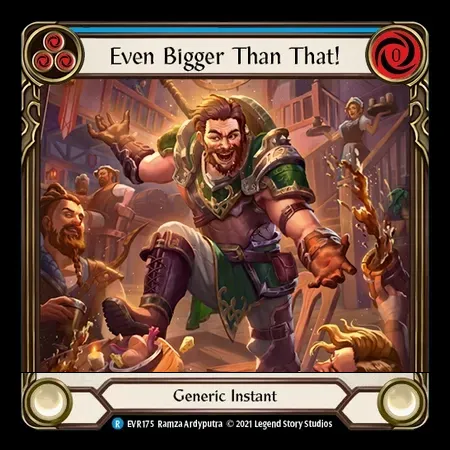 Even Bigger Than That!
0
Generic Instant
R EVR175 Ramza Ardyputra © 2021 Legend Story Studios